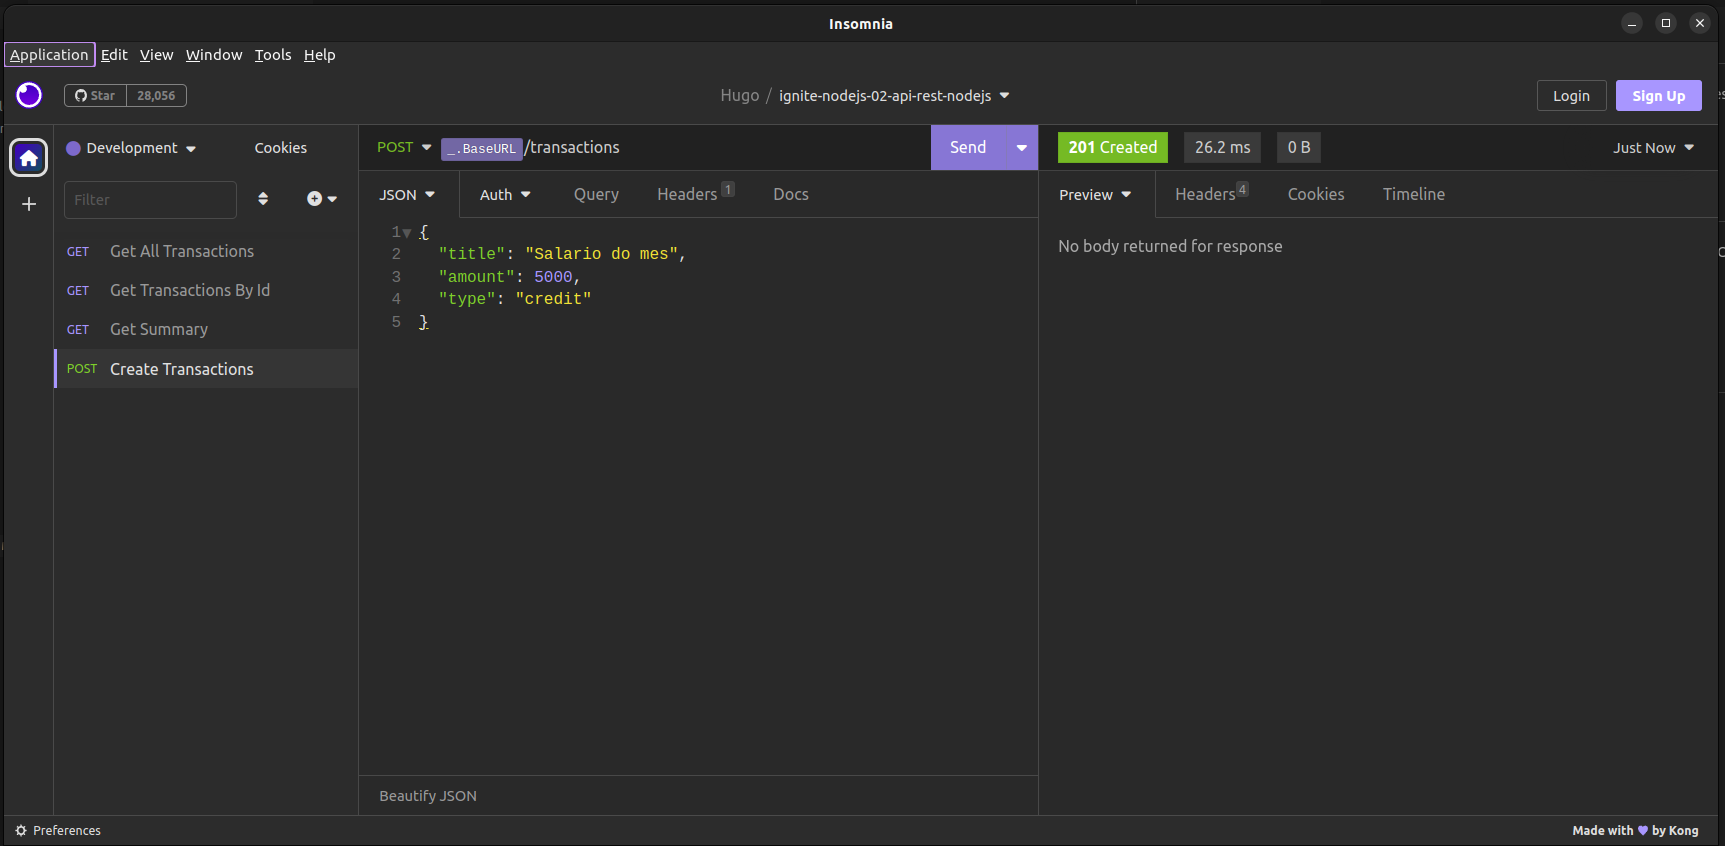 Insomnia
Application Edit View Window Tools Help
Star 28,056
Hugo / ignite-nodejs-02-api-rest-nodejs
Login Sign Up
Development Cookies
POST _.BaseURL /transactions Send
201 Created 26.2 ms 0 B Just Now
Filter
JSON Auth Query Headers 1 Docs
Preview Headers 4 Cookies Timeline
GET Get All Transactions
GET Get Transactions By Id
GET Get Summary
POST Create Transactions
1 {
2 "title": "Salario do mes",
3 "amount": 5000,
4 "type": "credit"
5 }
No body returned for response
Beautify JSON
Preferences
Made with by Kong